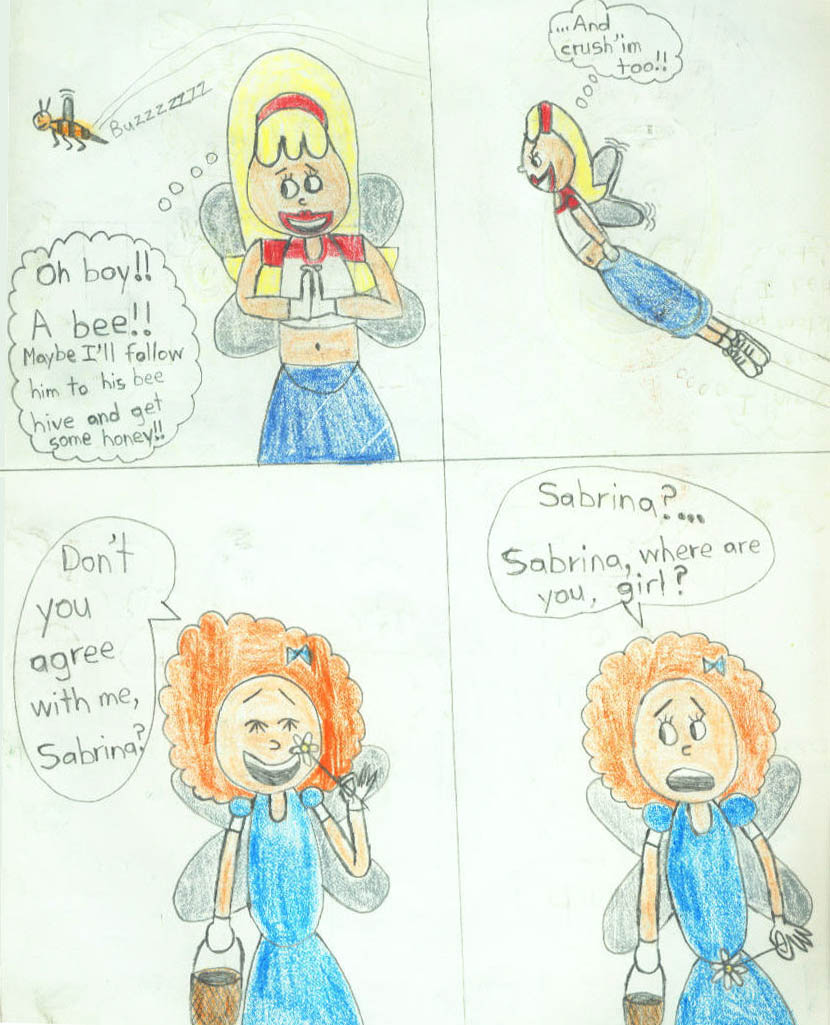 Buzzzzzzz
Oh boy!!
A bee!!
Maybe I'll follow
him to his bee
hive and get
some honey!!
...And
crush'im
too!!
Don't
you
agree
with me,
Sabrina?
Sabrina?....
Sabrina, where are
you, girl?